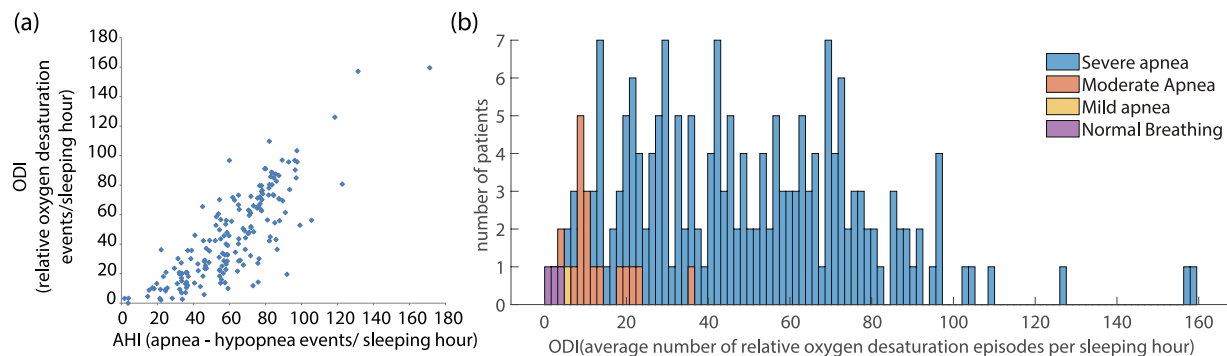 (a)
180
160
140
120
100
80
60
40
20
0
ODI
(relative oxygen desaturation
events/sleeping hour)
0 20 40 60 80 100 120 140 160 180
AHI (apnea - hypopnea events/ sleeping hour)
(b)
7
6
5
4
3
2
1
0
number of patients
Severe apnea
Moderate Apnea
Mild apnea
Normal Breathing
0 20 40 60 80 100 120 140 160
ODI(average number of relative oxygen desaturation episodes per sleeping hour)